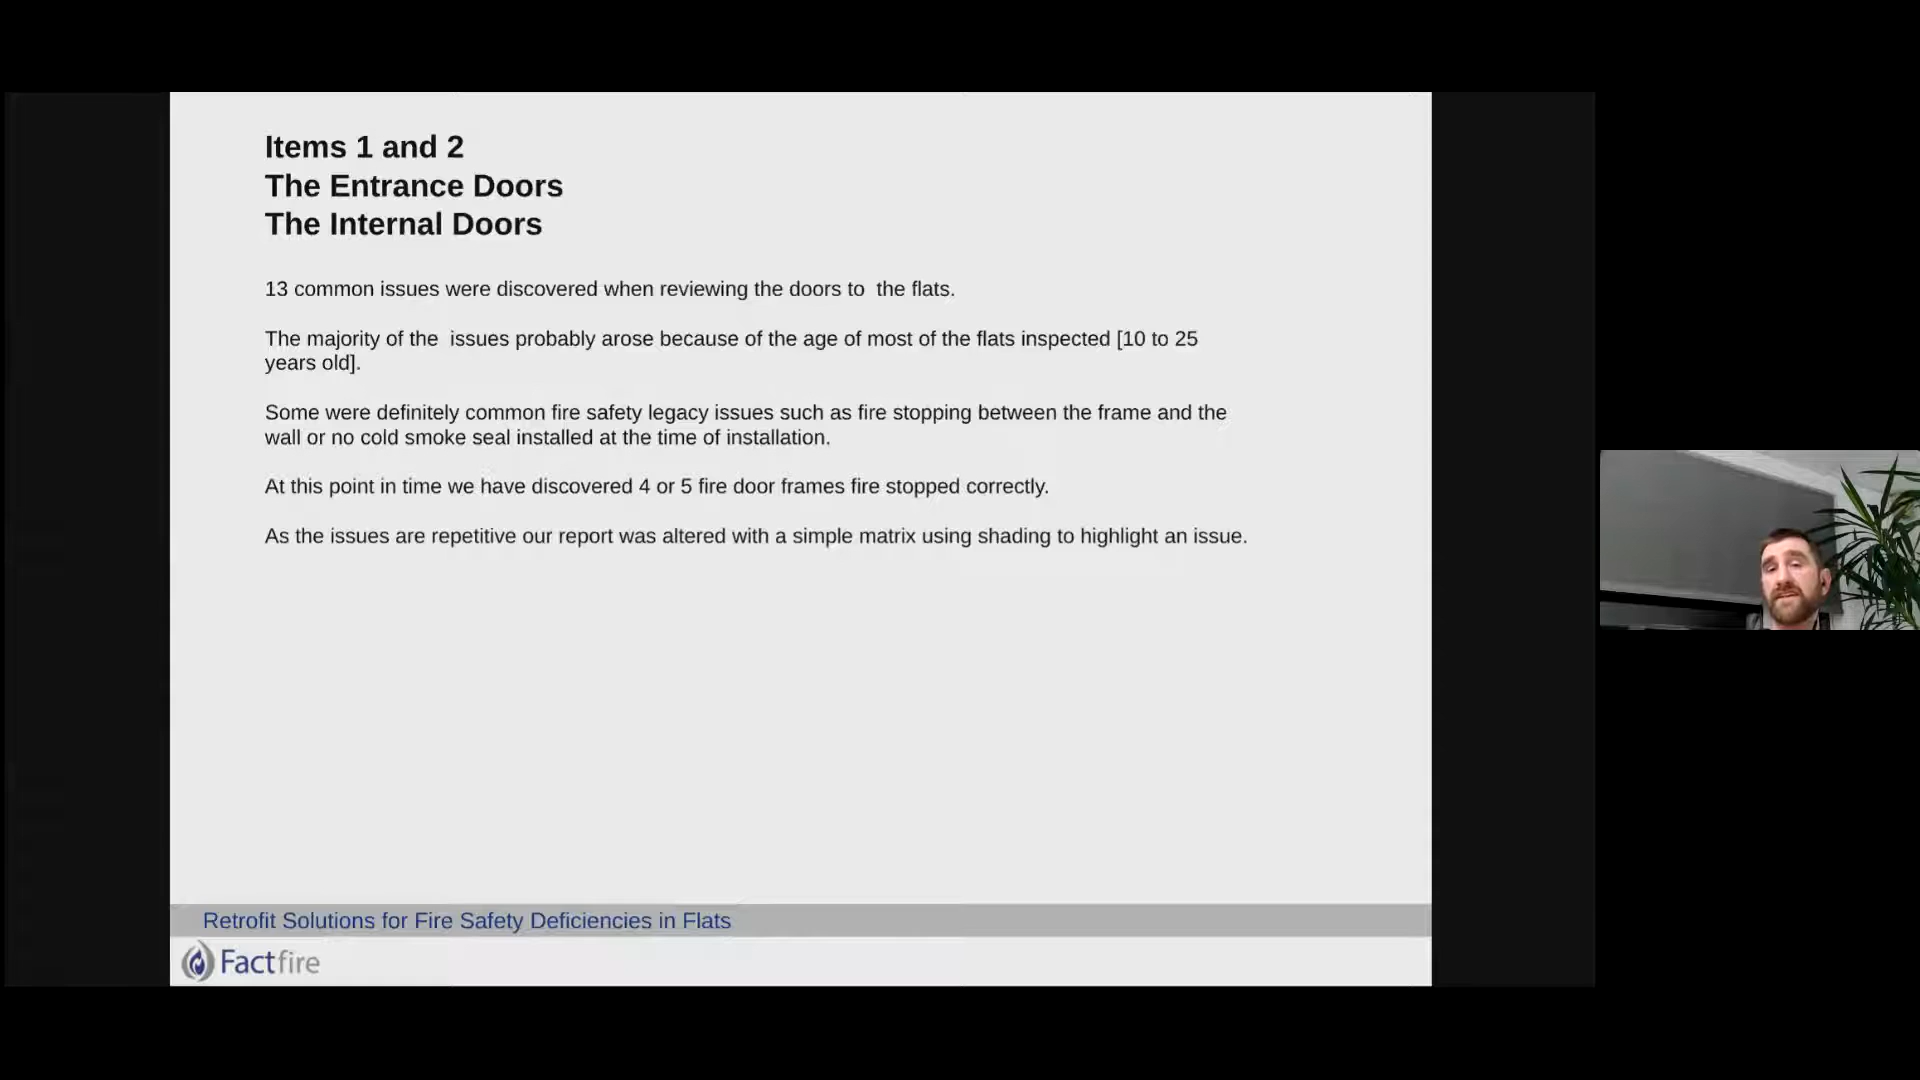 Items 1 and 2
The Entrance Doors
The Internal Doors
13 common issues were discovered when reviewing the doors to  the flats.
The majority of the  issues probably arose because of the age of most of the flats inspected [10 to 25
years old].
Some were definitely common fire safety legacy issues such as fire stopping between the frame and the
wall or no cold smoke seal installed at the time of installation.
At this point in time we have discovered 4 or 5 fire door frames fire stopped correctly.
As the issues are repetitive our report was altered with a simple matrix using shading to highlight an issue.
Retrofit Solutions for Fire Safety Deficiencies in Flats
Factfire